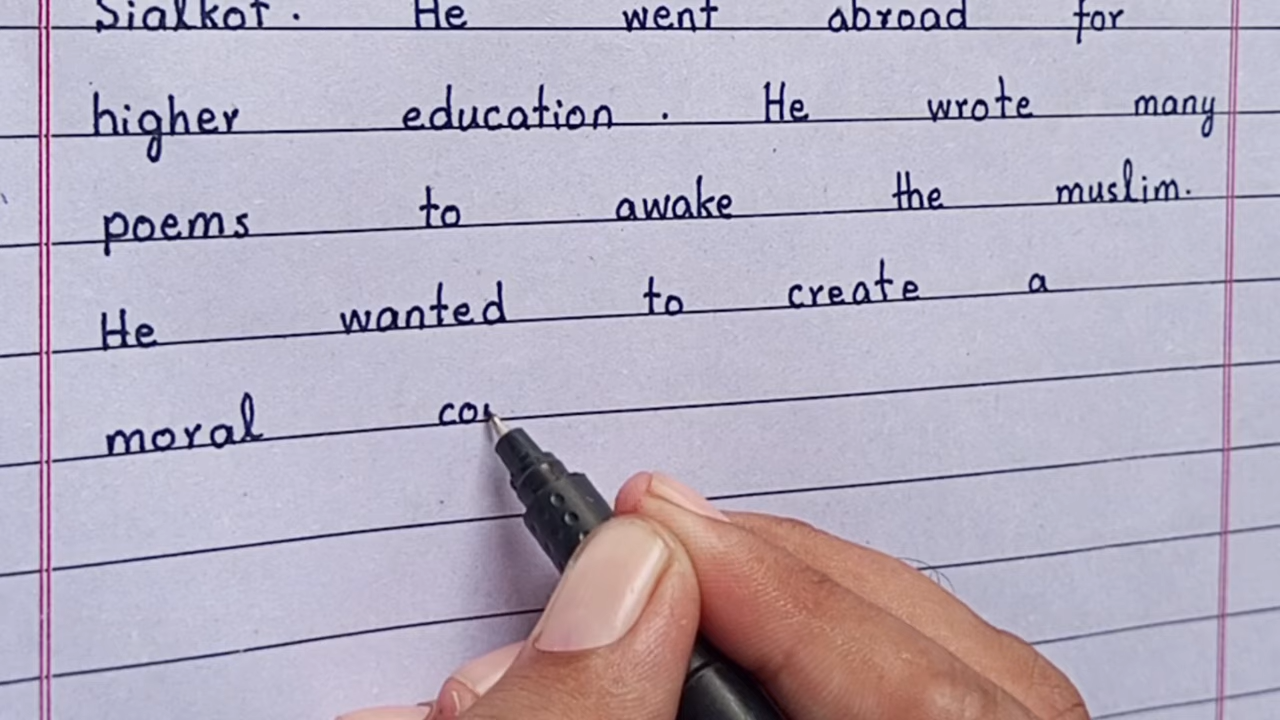 Sialkot. He went abroad for
higher education. He wrote many
poems to awake the muslim.
He wanted to create a
moral